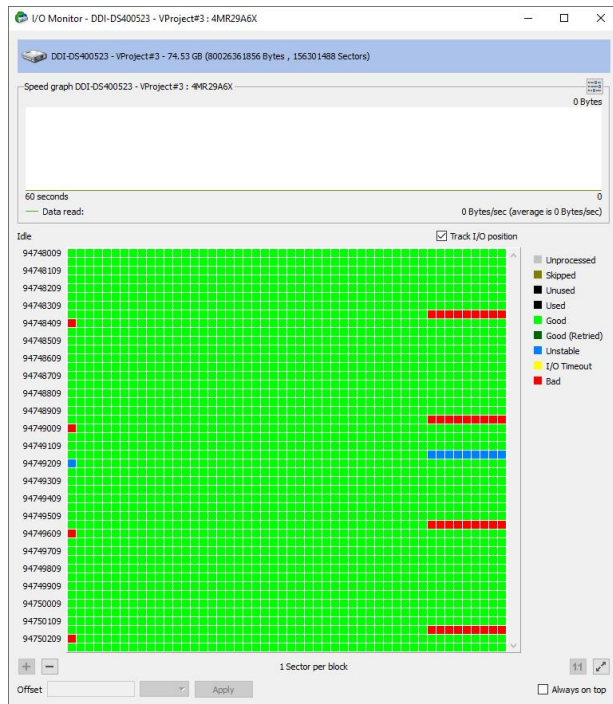 I/O Monitor - DDI-DS400523 - VProject#3 : 4MR29A6X
DDI-DS400523 - VProject#3 - 74.53 GB (80026361856 Bytes , 156301488 Sectors)
Speed graph DDI-DS400523 - VProject#3 : 4MR29A6X
0 Bytes
60 seconds 0
Data read: 0 Bytes/sec (average is 0 Bytes/sec)
Idle Track I/O position
94748009
94748109
94748209
94748309
94748409
94748509
94748609
94748709
94748809
94748909
94749009
94749109
94749209
94749309
94749409
94749509
94749609
94749709
94749809
94749909
94750009
94750109
94750209
Unprocessed
Skipped
Unused
Used
Good
Good (Retried)
Unstable
I/O Timeout
Bad
1 Sector per block
1:1
Offset Apply Always on top